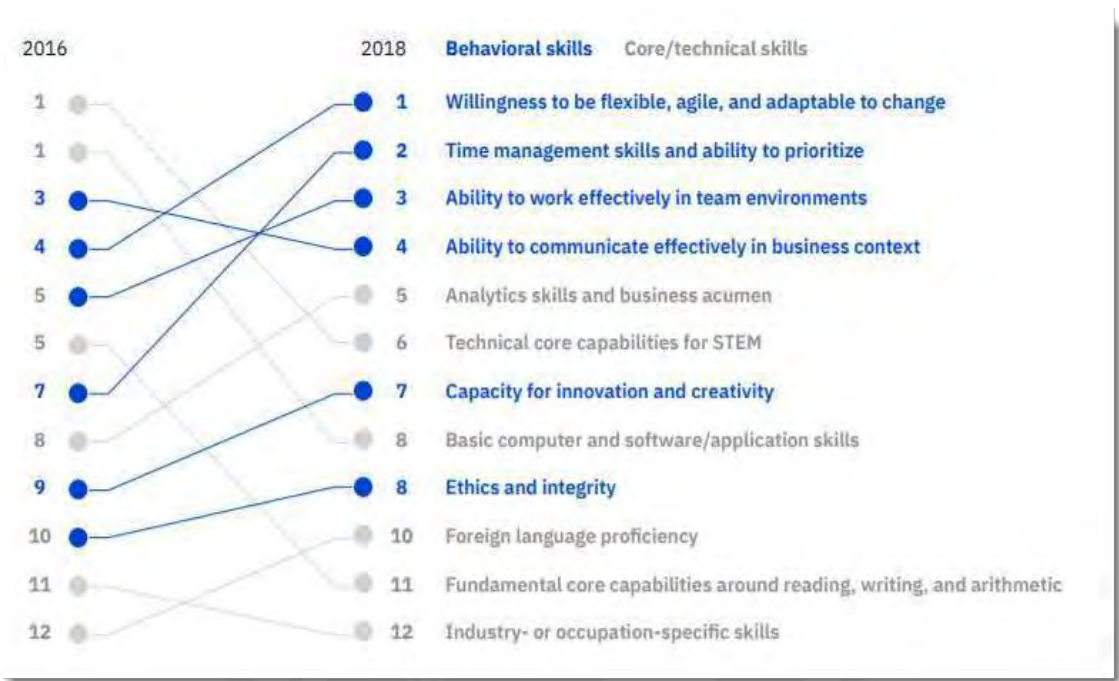 2016 2018 Behavioral skills Core/technical skills
1 1 Willingness to be flexible, agile, and adaptable to change
1 2 Time management skills and ability to prioritize
3 3 Ability to work effectively in team environments
4 4 Ability to communicate effectively in business context
5 5 Analytics skills and business acumen
5 6 Technical core capabilities for STEM
7 7 Capacity for innovation and creativity
8 8 Basic computer and software/application skills
9 8 Ethics and integrity
10 10 Foreign language proficiency
11 11 Fundamental core capabilities around reading, writing, and arithmetic
12 12 Industry- or occupation-specific skills